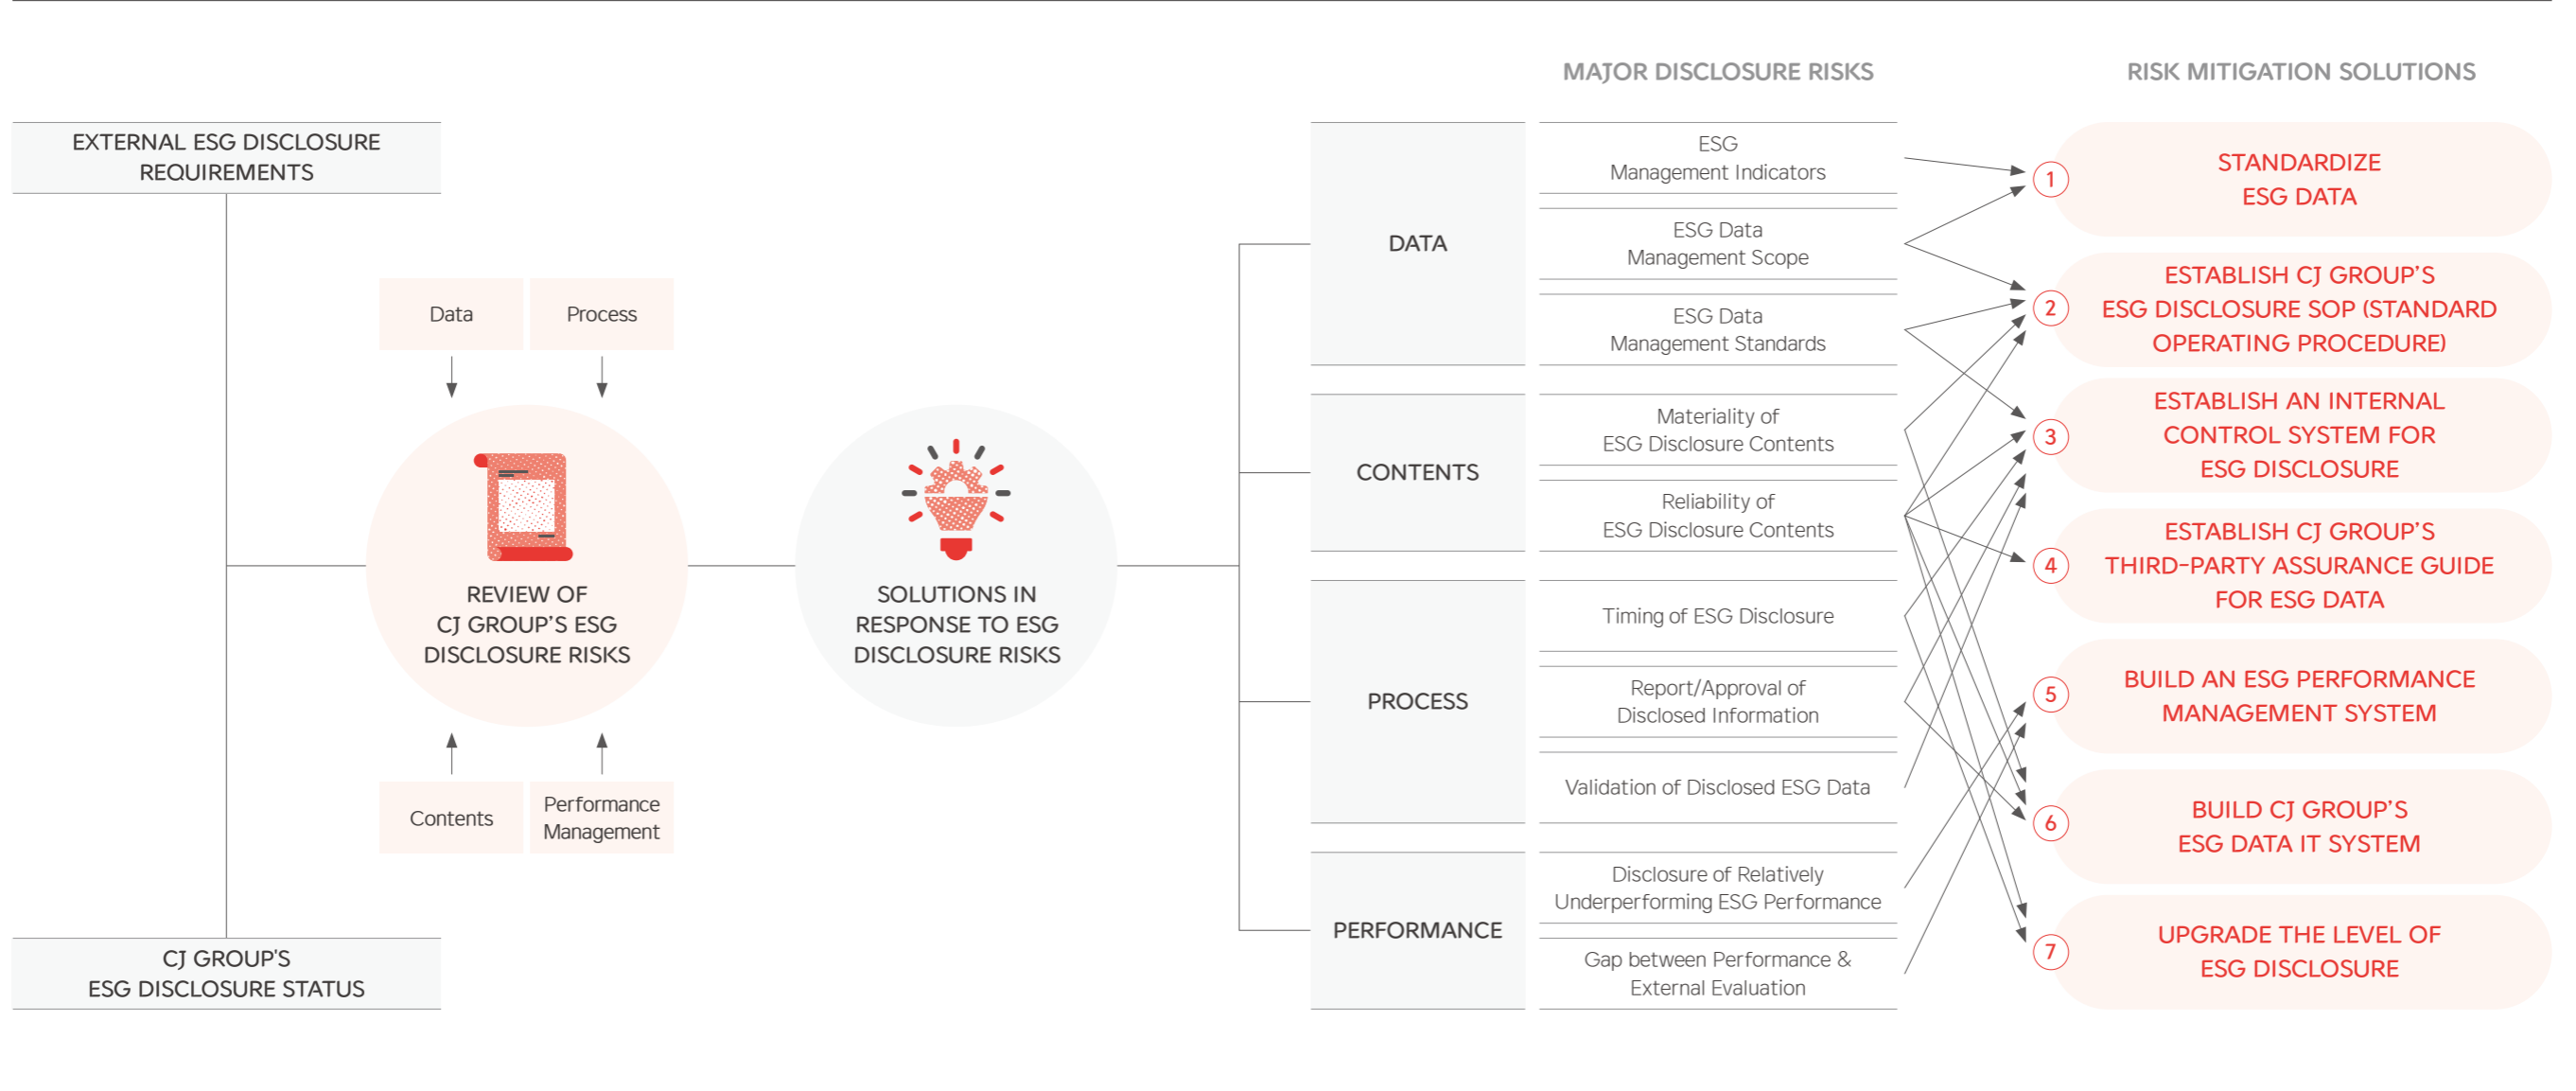 MAJOR DISCLOSURE RISKS
RISK MITIGATION SOLUTIONS
EXTERNAL ESG DISCLOSURE
REQUIREMENTS
Data
Process
REVIEW OF
CJ GROUP'S ESG
DISCLOSURE RISKS
Contents
Performance
Management
CJ GROUP'S
ESG DISCLOSURE STATUS
SOLUTIONS IN
RESPONSE TO ESG
DISCLOSURE RISKS
DATA
ESG
Management Indicators
ESG Data
Management Scope
ESG Data
Management Standards
CONTENTS
Materiality of
ESG Disclosure Contents
Reliability of
ESG Disclosure Contents
PROCESS
Timing of ESG Disclosure
Report/Approval of
Disclosed Information
Validation of Disclosed ESG Data
PERFORMANCE
Disclosure of Relatively
Underperforming ESG Performance
Gap between Performance &
External Evaluation
1
STANDARDIZE
ESG DATA
2
ESTABLISH CJ GROUP'S
ESG DISCLOSURE SOP (STANDARD
OPERATING PROCEDURE)
3
ESTABLISH AN INTERNAL
CONTROL SYSTEM FOR
ESG DISCLOSURE
4
ESTABLISH CJ GROUP'S
THIRD-PARTY ASSURANCE GUIDE
FOR ESG DATA
5
BUILD AN ESG PERFORMANCE
MANAGEMENT SYSTEM
6
BUILD CJ GROUP'S
ESG DATA IT SYSTEM
7
UPGRADE THE LEVEL OF
ESG DISCLOSURE